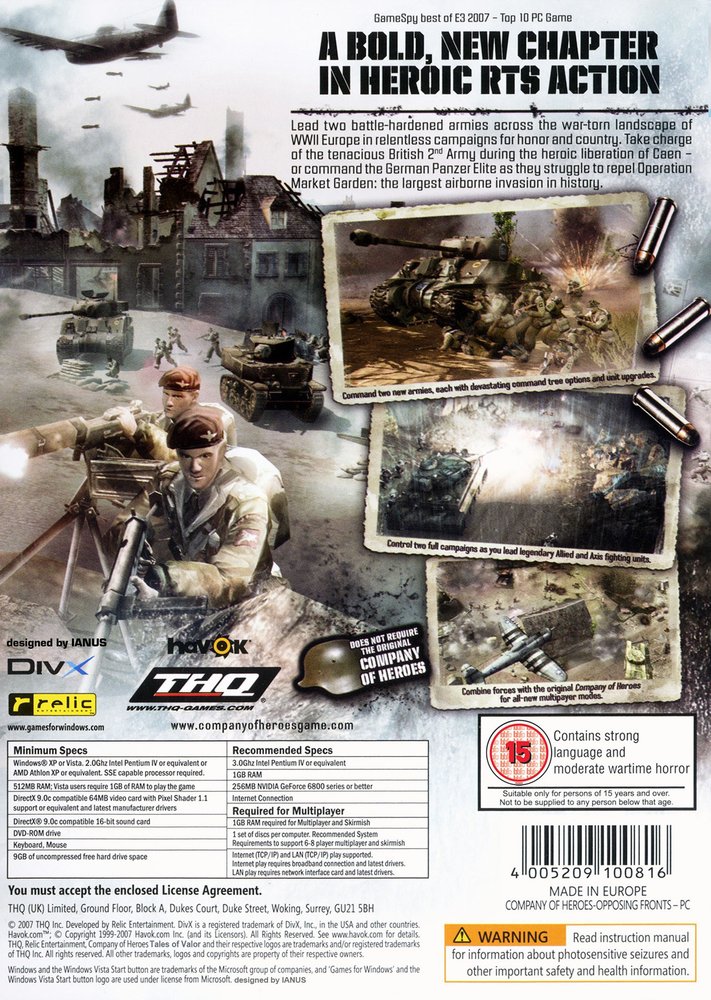 GameSpy best of E3 2007 - Top 10 PC Game
A BOLD, NEW CHAPTER
IN HEROIC RTS ACTION
Lead two battle-hardened armies across the war-torn landscape of
WWII Europe in relentless campaigns for honor and country. Take charge
of the tenacious British 2nd Army during the heroic liberation of Caen –
or command the German Panzer Elite as they struggle to repel Operation
Market Garden: the largest airborne invasion in history.
Command two new armies, each with devastating command tree options and unit upgrades.
Control two full campaigns as you lead legendary Allied and Axis fighting units.
Combine forces with the original Company of Heroes
for all-new multiplayer modes.
DOES NOT REQUIRE
THE ORIGINAL
COMPANY
OF HEROES
designed by IANUS
havok
DIVX
THQ
WWW.THQ-GAMES.COM
relic
ENTERTAINMENT
www.gamesforwindows.com
www.companyofheroesgame.com
Minimum Specs
Windows® XP or Vista. 2.0Ghz Intel Pentium IV or equivalent or
AMD Athlon XP or equivalent. SSE capable processor required.
512MB RAM; Vista users require 1GB of RAM to play the game
DirectX 9.0c compatible 64MB video card with Pixel Shader 1.1
support or equivalent and latest manufacturer drivers
DirectX® 9.0c compatible 16-bit sound card
DVD-ROM drive
Keyboard, Mouse
9GB of uncompressed free hard drive space
Recommended Specs
3.0Ghz Intel Pentium IV or equivalent
1GB RAM
256MB NVIDIA GeForce 6800 series or better
Internet Connection
Required for Multiplayer
1GB RAM required for Multiplayer and Skirmish
1 set of discs per computer. Recommended System
Requirements to support 6-8 player multiplayer and skirmish
Internet (TCP/IP) and LAN (TCP/IP) play supported.
Internet play requires broadband connection and latest drivers.
LAN play requires network interface card and latest drivers.
15
Contains strong
language and
moderate wartime horror
Suitable only for persons of 15 years and over.
Not to be supplied to any person below that age.
4 005209 100816
MADE IN EUROPE
COMPANY OF HEROES-OPPOSING FRONTS – PC
You must accept the enclosed License Agreement.
THQ (UK) Limited, Ground Floor, Block A, Dukes Court, Duke Street, Woking, Surrey, GU21 5BH
© 2007 THQ Inc. Developed by Relic Entertainment. DivX is a registered trademark of DivX, Inc., in the USA and other countries.
Havok.com™; © Copyright 1999-2007 Havok.com Inc. (and its Licensors). All Rights Reserved. See www.havok.com for details.
THQ, Relic Entertainment, Company of Heroes Tales of Valor and their respective logos are trademarks and/or registered trademarks
of THQ Inc. All rights reserved. All other trademarks, logos and copyrights are property of their respective owners.
Windows and the Windows Vista Start button are trademarks of the Microsoft group of companies, and 'Games for Windows' and the
Windows Vista Start button logo are used under license from Microsoft. designed by IANUS
WARNING Read instruction manual
for information about photosensitive seizures and
other important safety and health information.